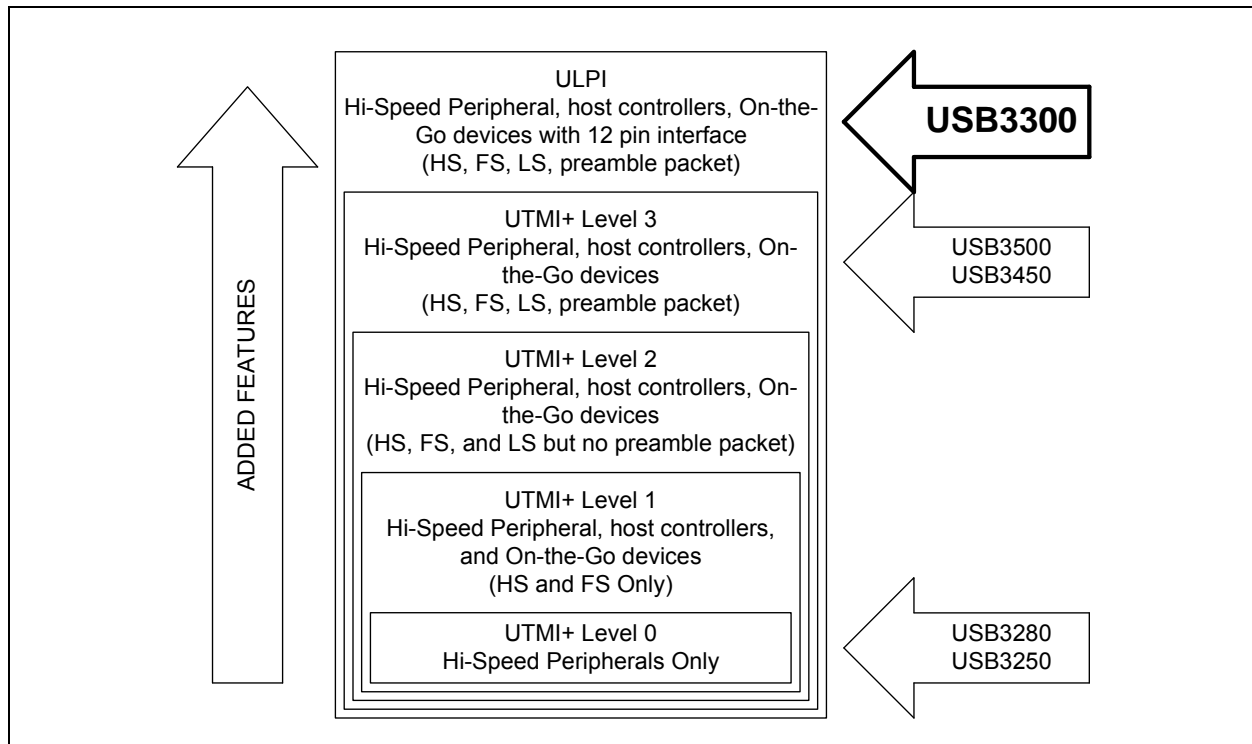 ULPI
Hi-Speed Peripheral, host controllers, On-the-
Go devices with 12 pin interface
(HS, FS, LS, preamble packet)
USB3300
UTMI+ Level 3
Hi-Speed Peripheral, host controllers, On-
the-Go devices
(HS, FS, LS, preamble packet)
USB3500
USB3450
ADDED FEATURES
UTMI+ Level 2
Hi-Speed Peripheral, host controllers, On-
the-Go devices
(HS, FS, and LS but no preamble packet)
UTMI+ Level 1
Hi-Speed Peripheral, host controllers,
and On-the-Go devices
(HS and FS Only)
UTMI+ Level 0
Hi-Speed Peripherals Only
USB3280
USB3250